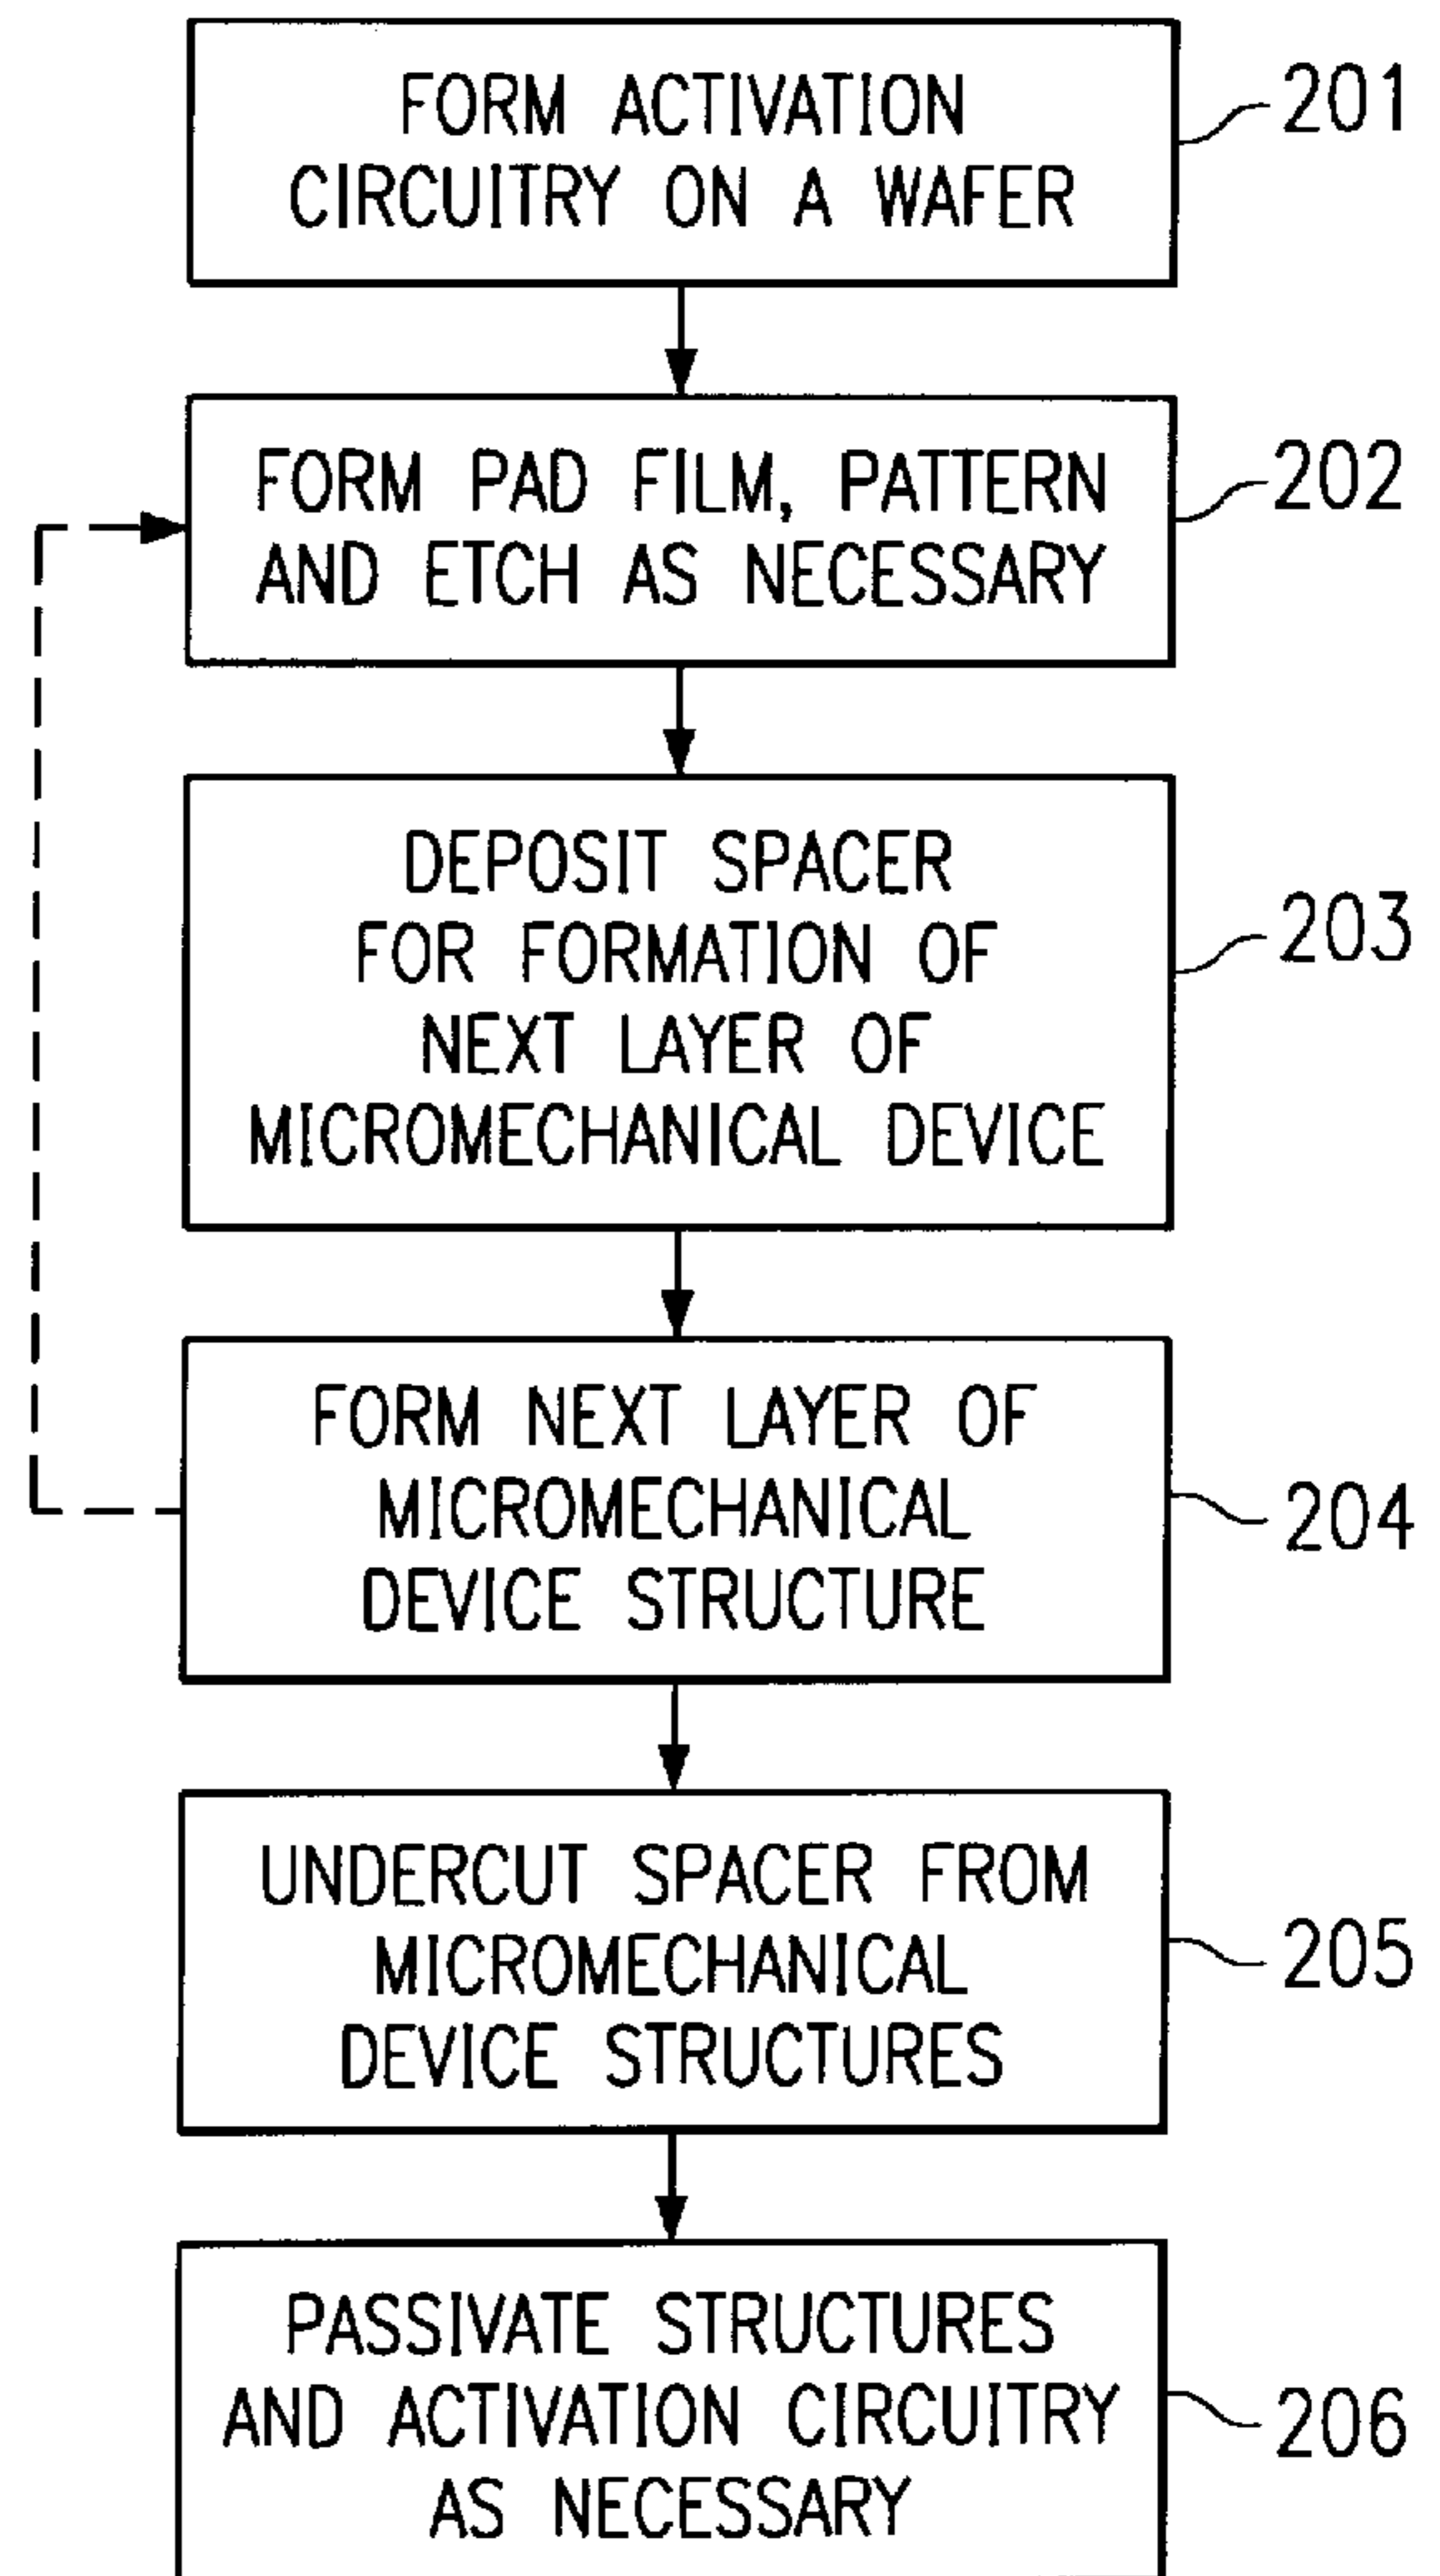 FORM ACTIVATION
CIRCUITRY ON A WAFER
201
FORM PAD FILM, PATTERN
AND ETCH AS NECESSARY
202
DEPOSIT SPACER
FOR FORMATION OF
NEXT LAYER OF
MICROMECHANICAL DEVICE
203
FORM NEXT LAYER OF
MICROMECHANICAL
DEVICE STRUCTURE
204
UNDERCUT SPACER FROM
MICROMECHANICAL
DEVICE STRUCTURES
205
PASSIVATE STRUCTURES
AND ACTIVATION CIRCUITRY
AS NECESSARY
206